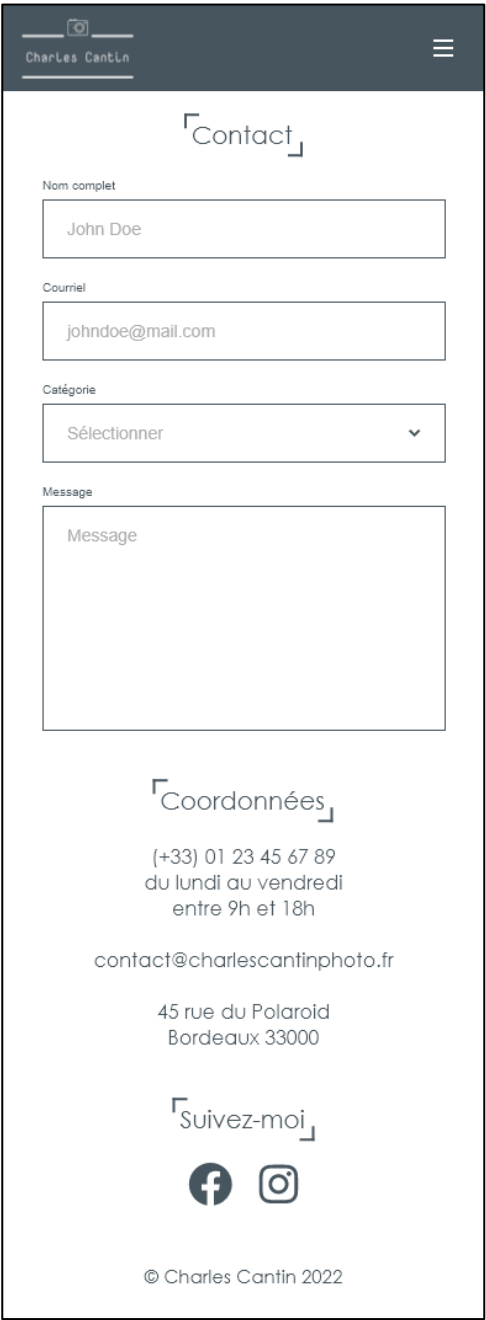 Charles Cantin
Contact
Nom complet
John Doe
Courriel
johndoe@mail.com
Catégorie
Sélectionner
Message
Message
Coordonnées
(+33) 01 23 45 67 89
du lundi au vendredi
entre 9h et 18h
contact@charlescantinphoto.fr
45 rue du Polaroid
Bordeaux 33000
Suivez-moi
© Charles Cantin 2022